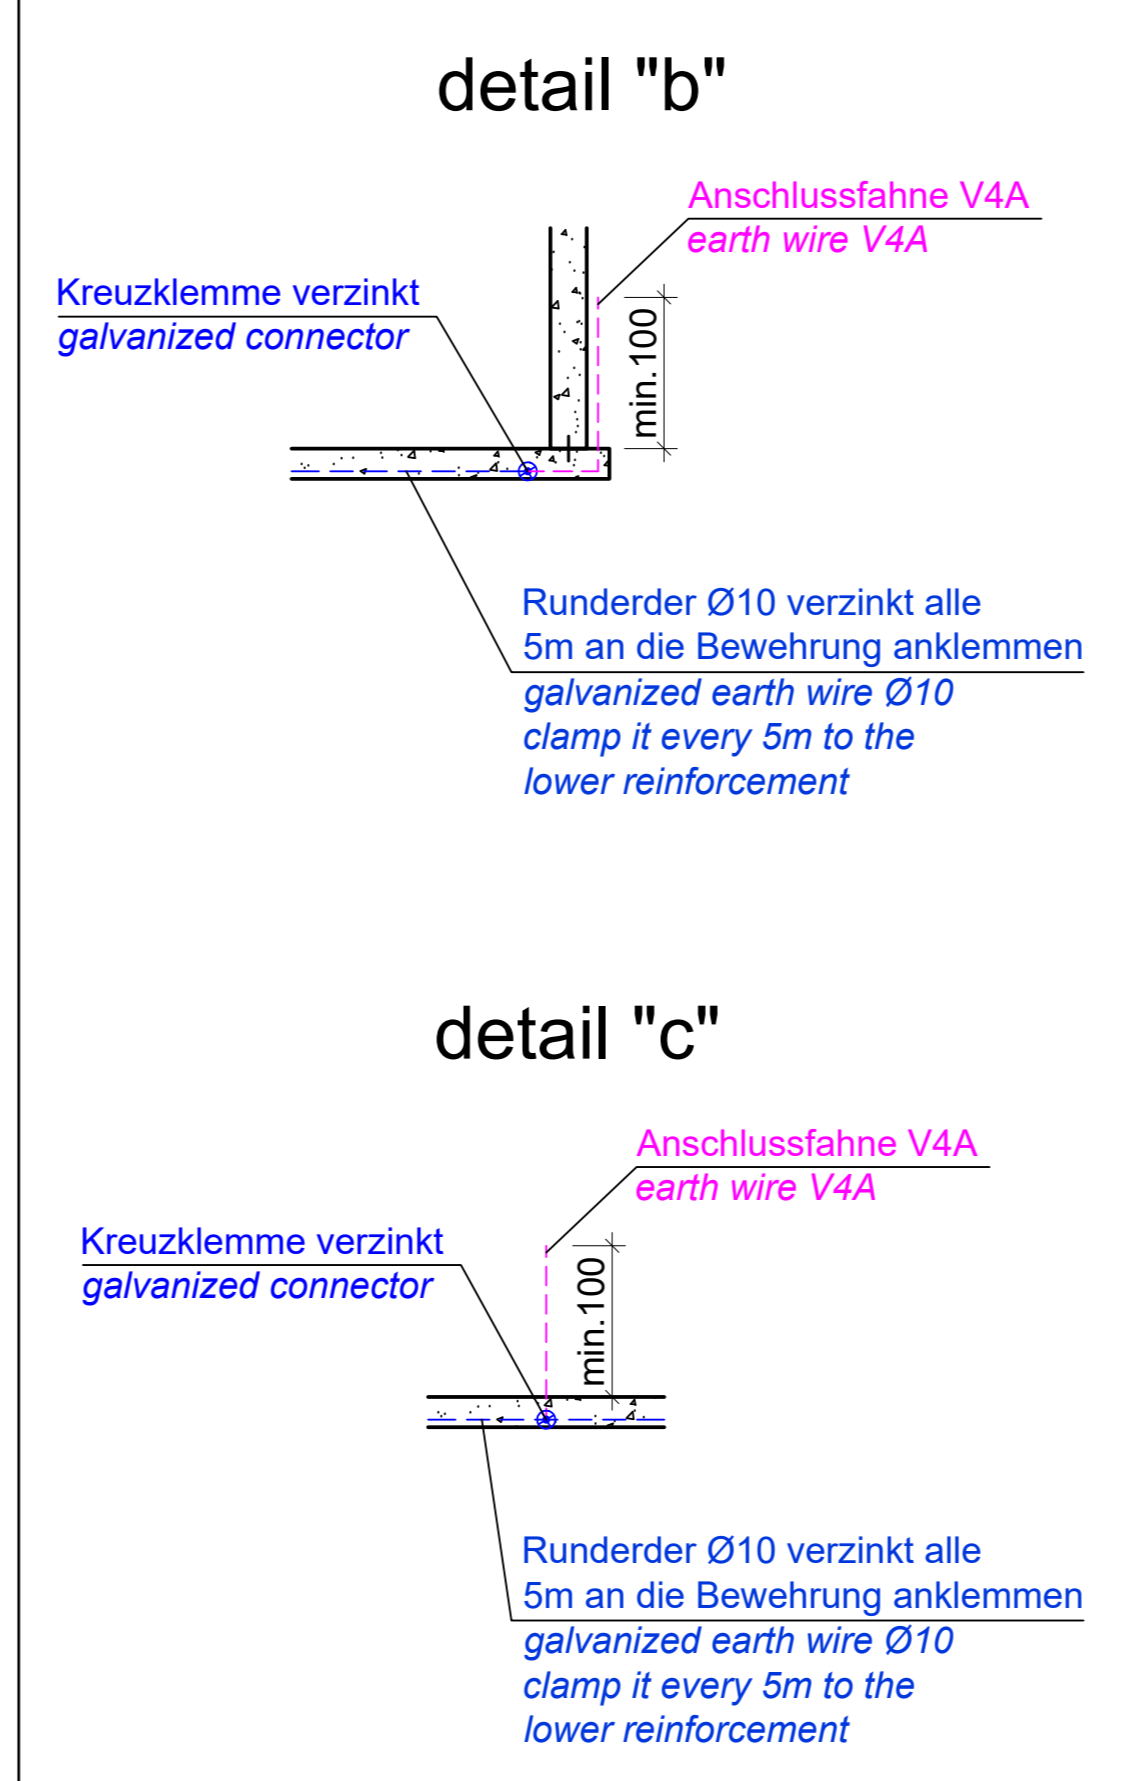 detail "b"
Anschlussfahne V4A
earth wire V4A
Kreuzklemme verzinkt
galvanized connector
min.100
Runderder Ø10 verzinkt alle
5m an die Bewehrung anklemmen
galvanized earth wire Ø10
clamp it every 5m to the
lower reinforcement
detail "c"
Anschlussfahne V4A
earth wire V4A
Kreuzklemme verzinkt
galvanized connector
min.100
Runderder Ø10 verzinkt alle
5m an die Bewehrung anklemmen
galvanized earth wire Ø10
clamp it every 5m to the
lower reinforcement